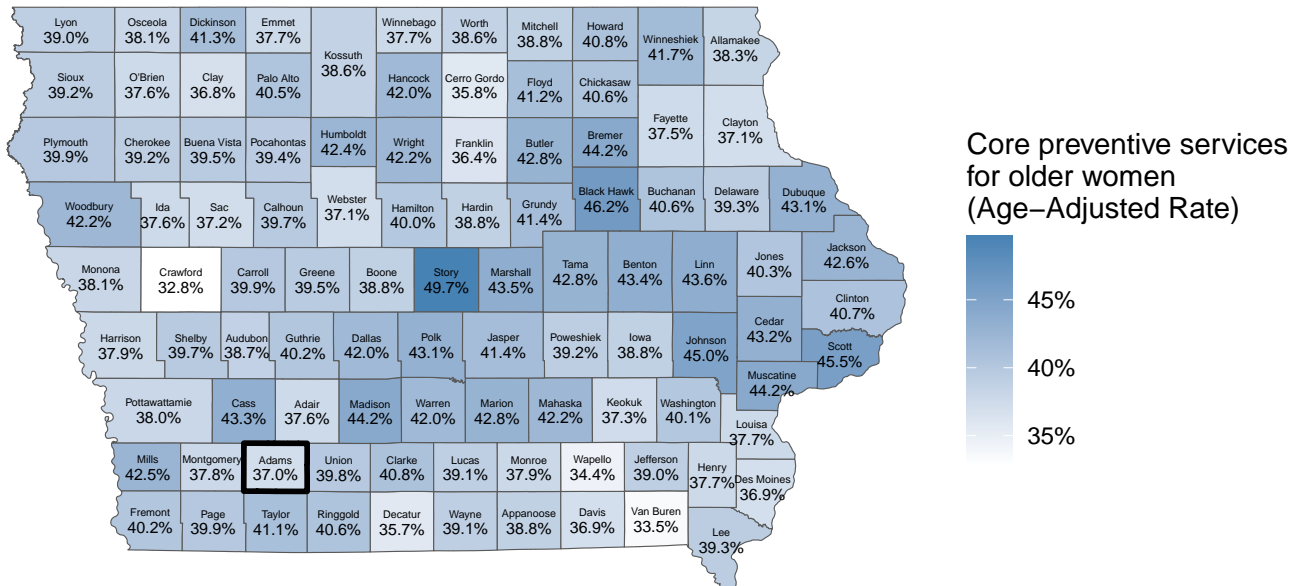 Lyon
39.0%
Osceola
38.1%
Dickinson
41.3%
Emmet
37.7%
Kossuth
38.6%
Winnebago
37.7%
Worth
38.6%
Mitchell
38.8%
Howard
40.8%
Winneshiek
41.7%
Allamakee
38.3%
Sioux
39.2%
O'Brien
37.6%
Clay
36.8%
Palo Alto
40.5%
Hancock
42.0%
Cerro Gordo
35.8%
Floyd
41.2%
Chickasaw
40.6%
Fayette
37.5%
Clayton
37.1%
Plymouth
39.9%
Cherokee
39.2%
Buena Vista
39.5%
Pocahontas
39.4%
Humboldt
42.4%
Wright
42.2%
Franklin
36.4%
Butler
42.8%
Bremer
44.2%
Woodbury
42.2%
Ida
37.6%
Sac
37.2%
Calhoun
39.7%
Webster
37.1%
Hamilton
40.0%
Hardin
38.8%
Grundy
41.4%
Black Hawk
46.2%
Buchanan
40.6%
Delaware
39.3%
Dubuque
43.1%
Monona
38.1%
Crawford
32.8%
Carroll
39.9%
Greene
39.5%
Boone
38.8%
Story
49.7%
Marshall
43.5%
Tama
42.8%
Benton
43.4%
Linn
43.6%
Jones
40.3%
Jackson
42.6%
Clinton
40.7%
Harrison
37.9%
Shelby
39.7%
Audubon
38.7%
Guthrie
40.2%
Dallas
42.0%
Polk
43.1%
Jasper
41.4%
Poweshiek
39.2%
Iowa
38.8%
Johnson
45.0%
Cedar
43.2%
Scott
45.5%
Muscatine
44.2%
Pottawattamie
38.0%
Cass
43.3%
Adair
37.6%
Madison
44.2%
Warren
42.0%
Marion
42.8%
Mahaska
42.2%
Keokuk
37.3%
Washington
40.1%
Louisa
37.7%
Mills
42.5%
Montgomery
37.8%
Adams
37.0%
Union
39.8%
Clarke
40.8%
Lucas
39.1%
Monroe
37.9%
Wapello
34.4%
Jefferson
39.0%
Henry
37.7%
Des Moines
36.9%
Fremont
40.2%
Page
39.9%
Taylor
41.1%
Ringgold
40.6%
Decatur
35.7%
Wayne
39.1%
Appanoose
38.8%
Davis
36.9%
Van Buren
33.5%
Lee
39.3%
Core preventive services
for older women
(Age−Adjusted Rate)
45%
40%
35%